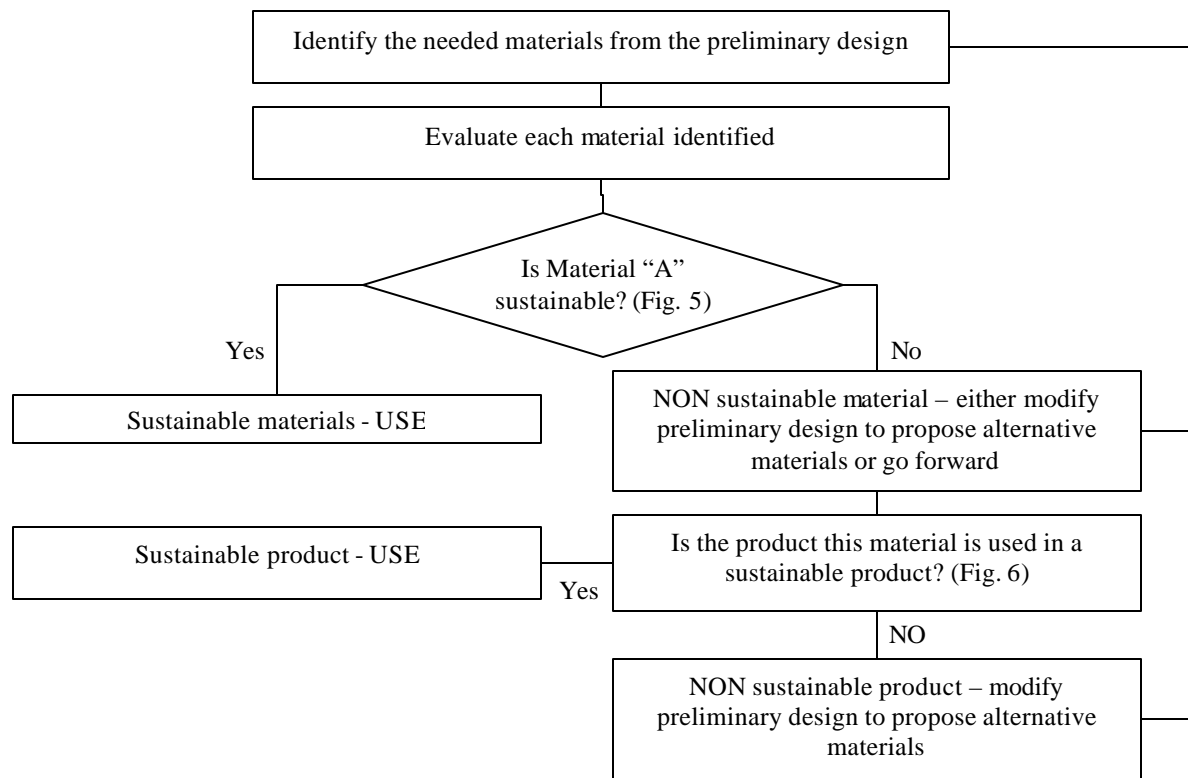 Identify the needed materials from the preliminary design
Evaluate each material identified
Is Material “A”
sustainable? (Fig. 5)
Yes
No
Sustainable materials - USE
NON sustainable material – either modify
preliminary design to propose alternative
materials or go forward
Sustainable product - USE
Yes
Is the product this material is used in a
sustainable product? (Fig. 6)
NO
NON sustainable product – modify
preliminary design to propose alternative
materials